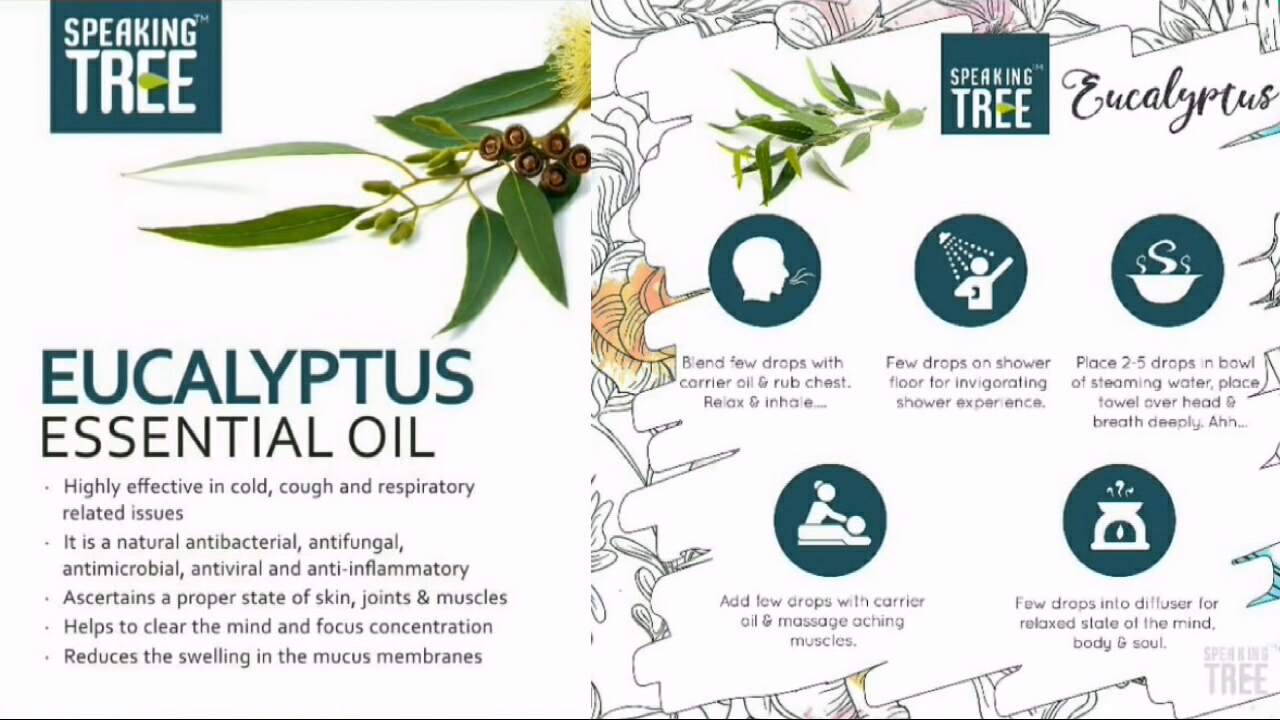 SPEAKING™
TREE
EUCALYPTUS
ESSENTIAL OIL
· Highly effective in cold, cough and respiratory
related issues
· It is a natural antibacterial, antifungal,
antimicrobial, antiviral and anti-inflammatory
· Ascertains a proper state of skin, joints & muscles
· Helps to clear the mind and focus concentration
· Reduces the swelling in the mucus membranes
SPEAKING™
TREE
Eucalyptus
Blend few drops with
carrier oil & rub chest.
Relax & inhale....
Few drops on shower
floor for invigorating
shower experience.
Place 2-5 drops in bowl
of steaming water, place
towel over head &
breath deeply. Ahh...
Add few drops with carrier
oil & massage aching
muscles.
Few drops into diffuser for
relaxed state of the mind,
body & soul.
SPEAKING™
TREE